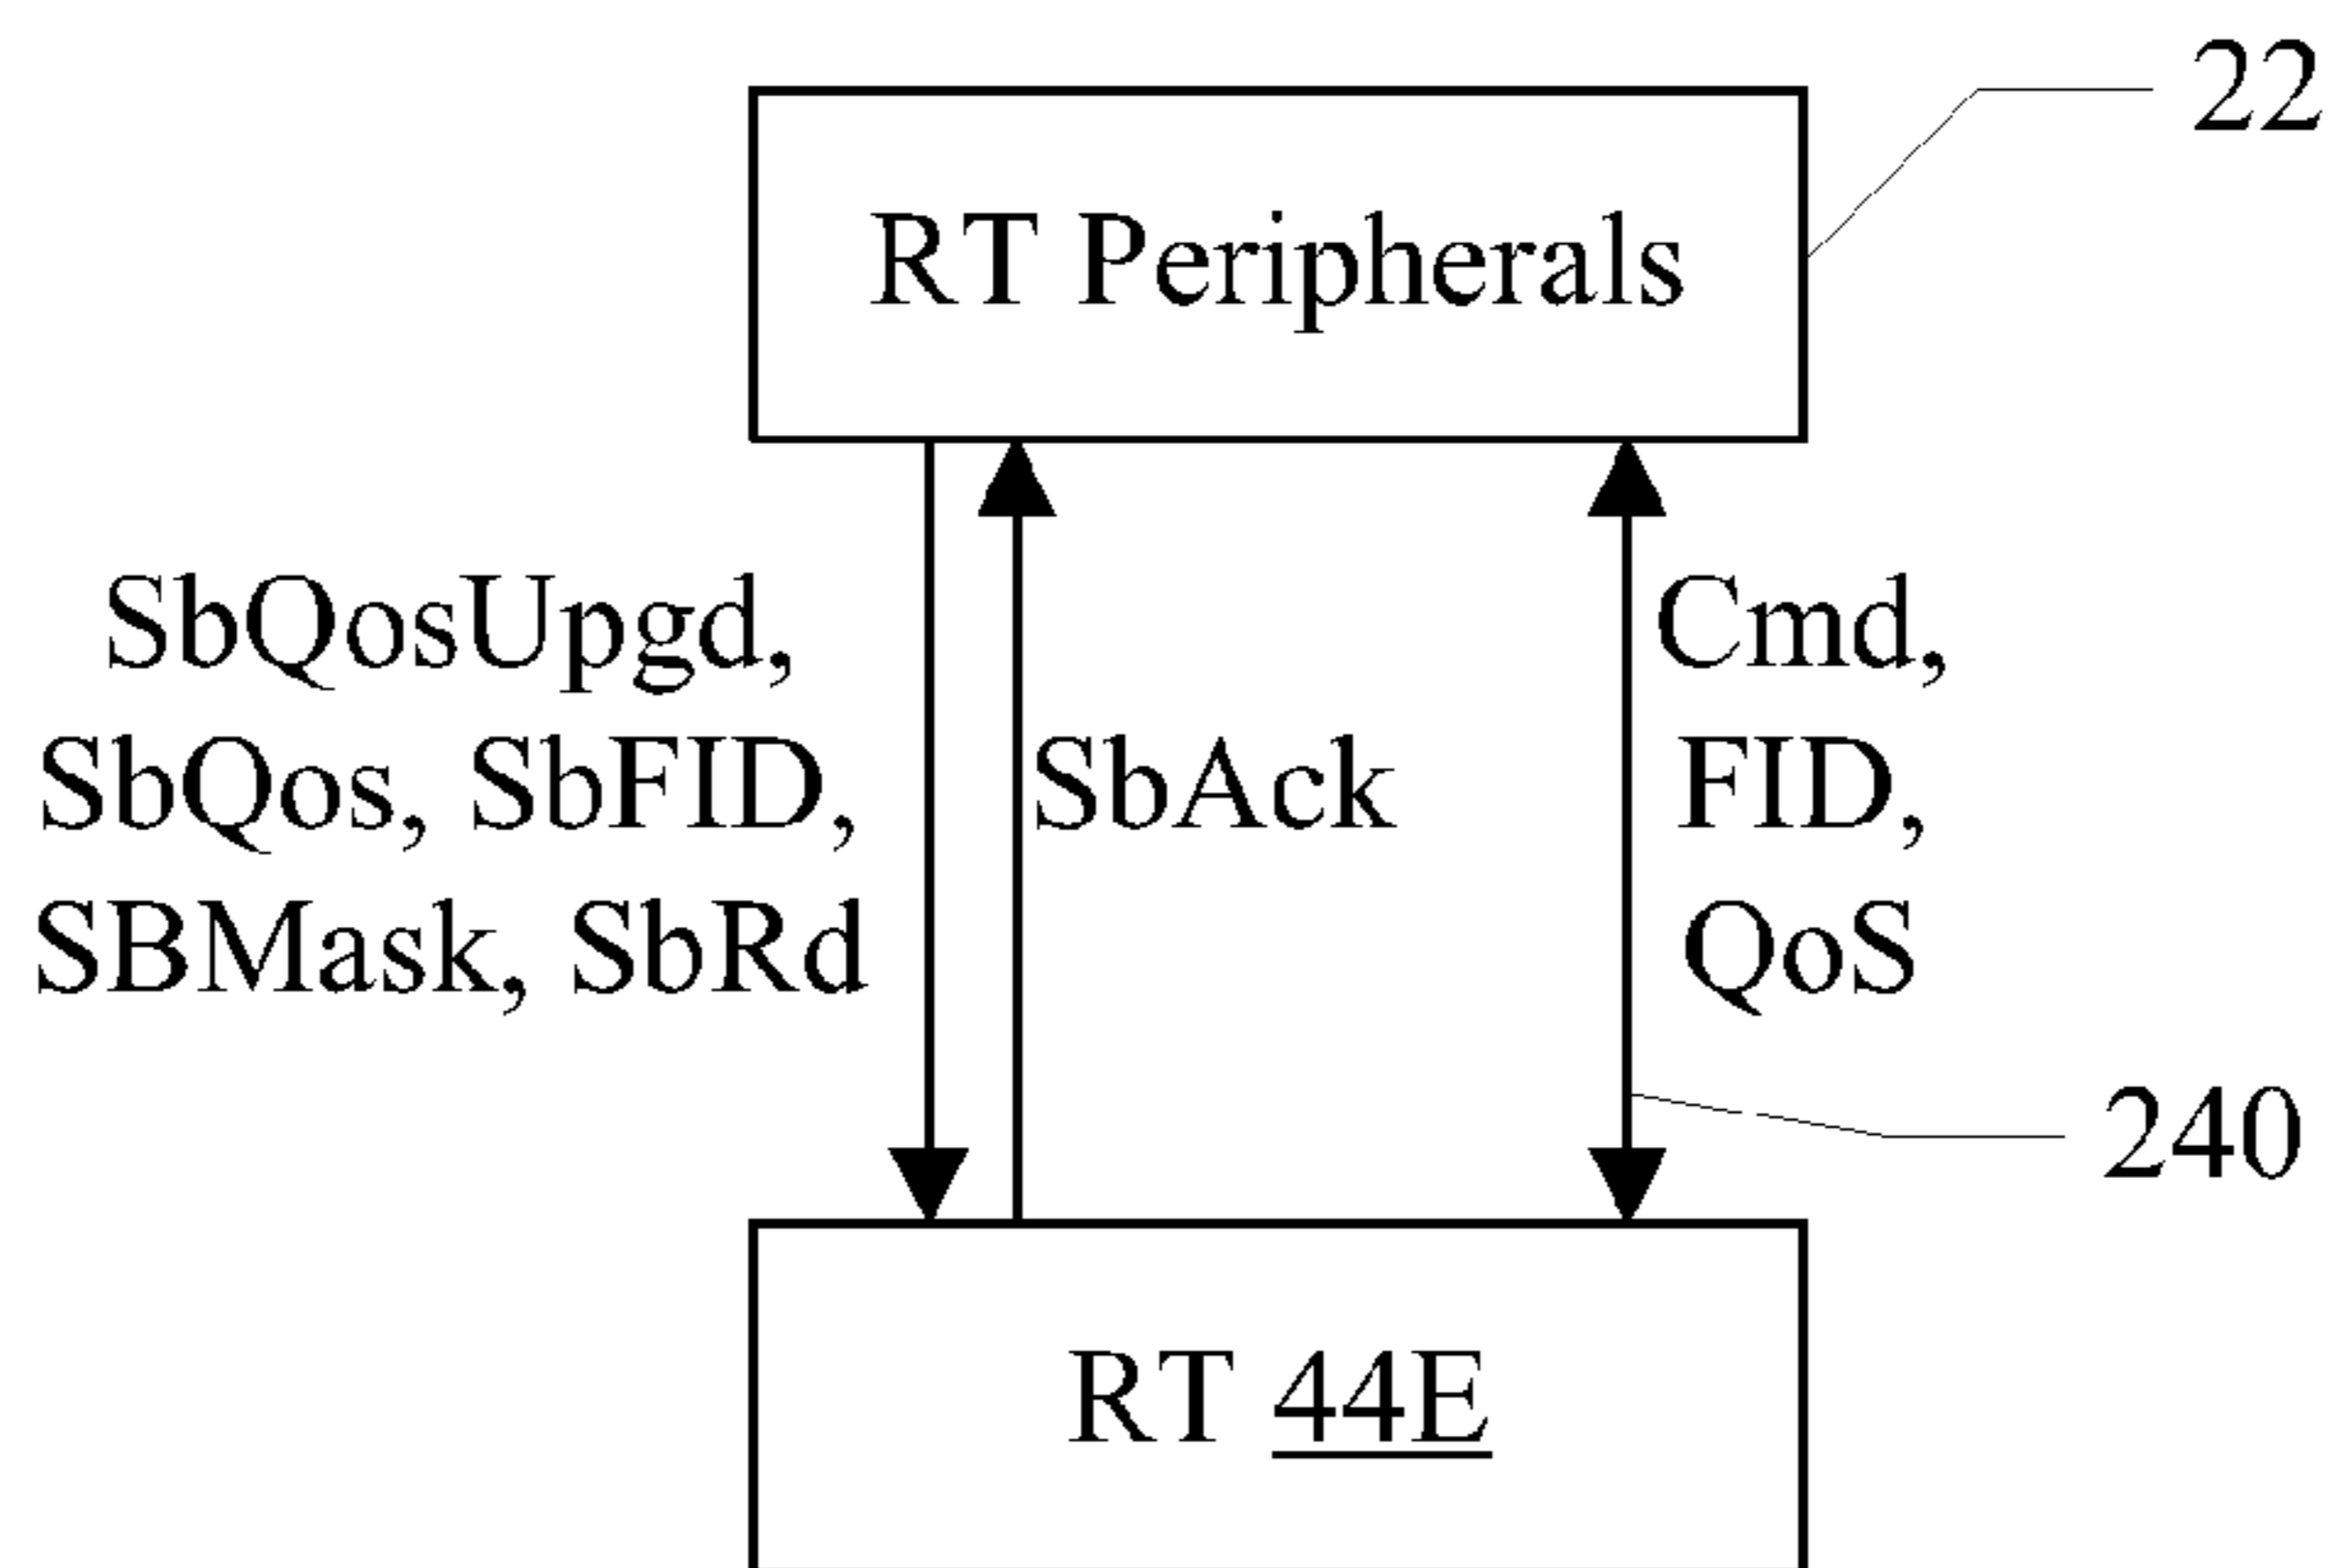 22
RT Peripherals
SbQosUpgd,
SbQos, SbFID,
SBMask, SbRd
SbAck
Cmd,
FID,
QoS
240
RT 44E